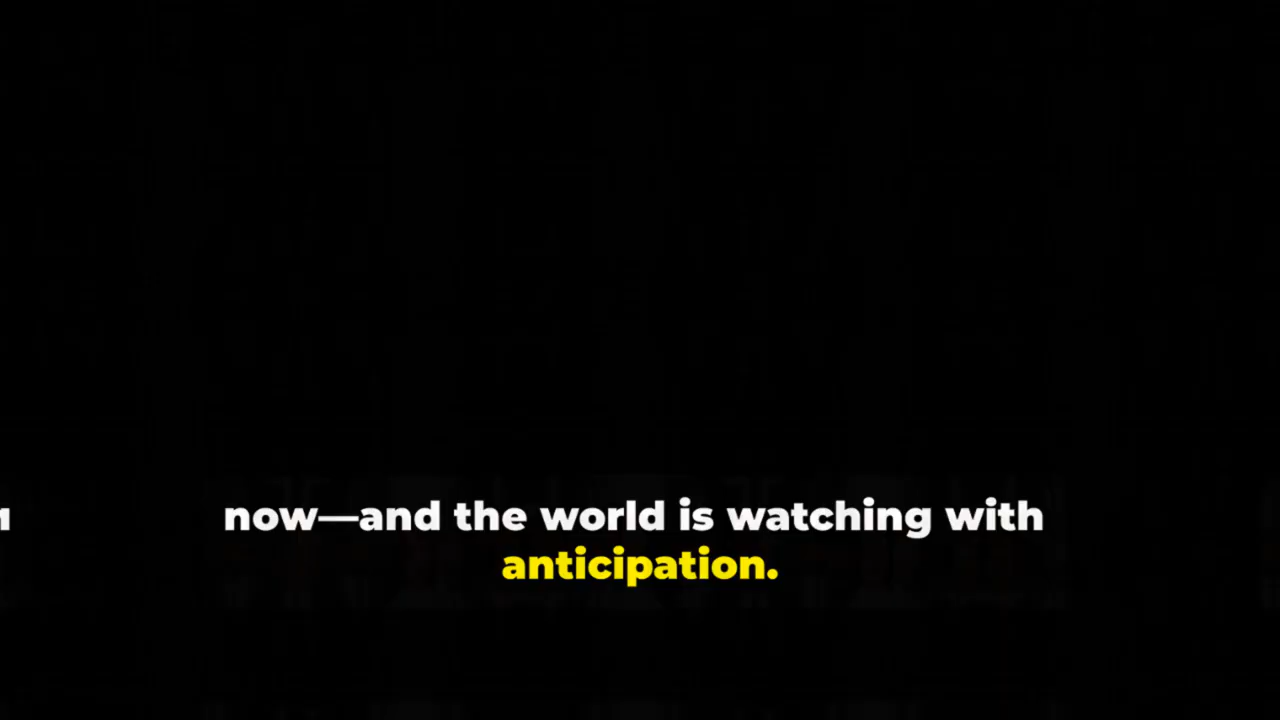 now—and the world is watching with
anticipation.